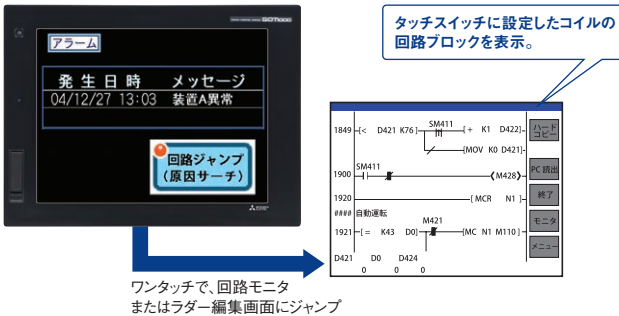 タッチスイッチに設定したコイルの
回路ブロックを表示。
GOT1000
アラーム
発生日時 メッセージ
04/12/27 13:03 装置A異常
回路ジャンプ
(原因サーチ)
1849 [< D421 K76] SM411 [+ K1 D422]
[MOV K0 D421]
SM411
1900 (M428)
1920 [MCR N1 ]
#### 自動運転
M421
1921 [= K43 D0] [MC N1 M110 ]
D421 D0 D424
0 0 0
ハード
コピー
PC 読出
終了
モニタ
メニュー
ワンタッチで、回路モニタ
またはラダー編集画面にジャンプ